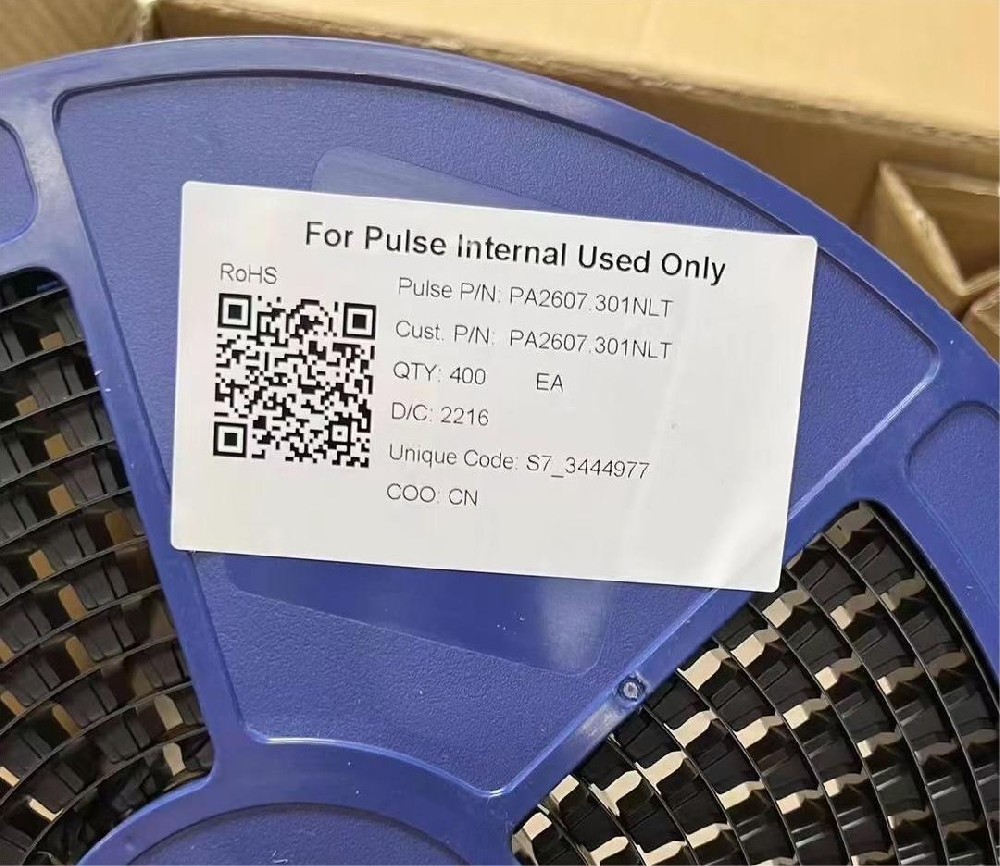 For Pulse Internal Used Only
RoHS
Pulse P/N: PA2607.301NLT
Cust. P/N: PA2607.301NLT
QTY: 400 EA
D/C: 2216
Unique Code: S7_3444977
COO: CN